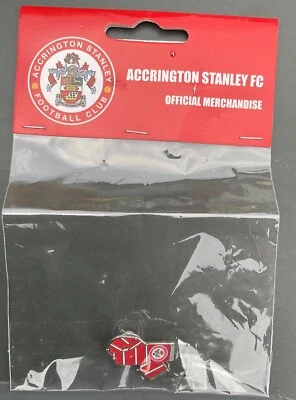 ACCRINGTON STANLEY
FOOTBALL CLUB
ACCRINGTON STANLEY FC
OFFICIAL MERCHANDISE